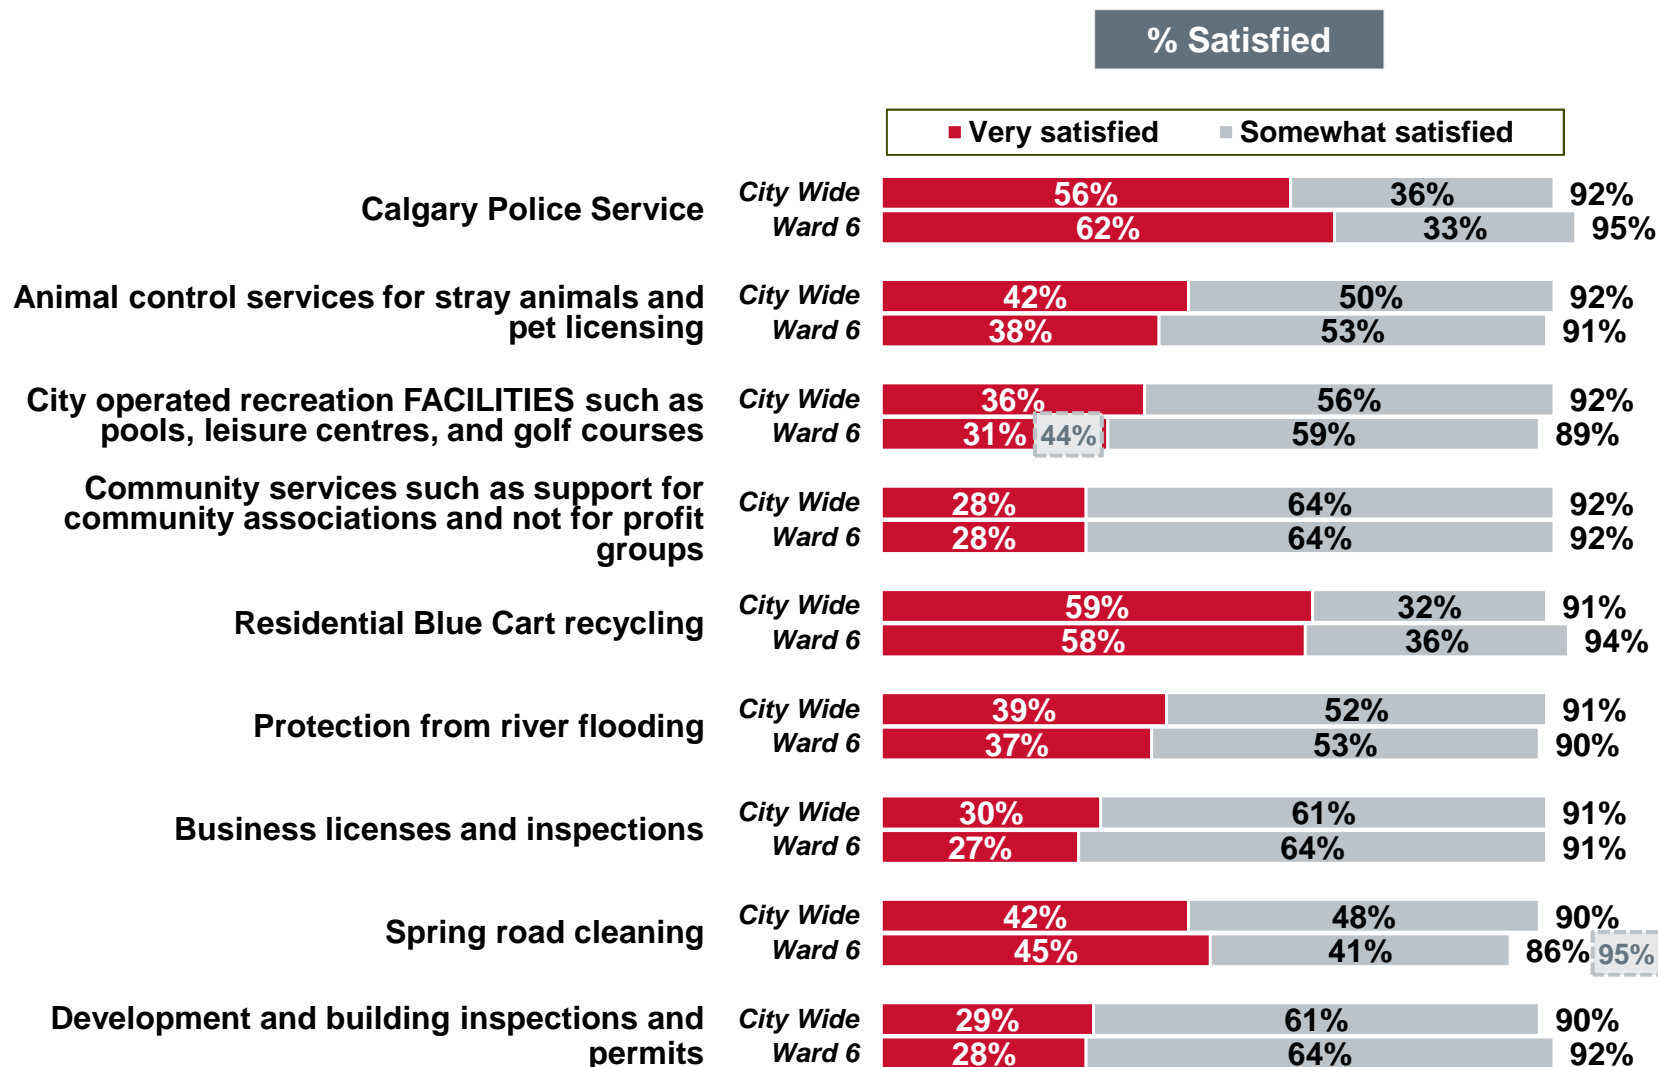 % Satisfied
Very satisfied Somewhat satisfied
Calgary Police Service
City Wide 56% 36% 92%
Ward 6 62% 33% 95%
Animal control services for stray animals and
pet licensing
City Wide 42% 50% 92%
Ward 6 38% 53% 91%
City operated recreation FACILITIES such as
pools, leisure centres, and golf courses
City Wide 36% 56% 92%
Ward 6 31% 44% 59% 89%
Community services such as support for
community associations and not for profit
groups
City Wide 28% 64% 92%
Ward 6 28% 64% 92%
Residential Blue Cart recycling
City Wide 59% 32% 91%
Ward 6 58% 36% 94%
Protection from river flooding
City Wide 39% 52% 91%
Ward 6 37% 53% 90%
Business licenses and inspections
City Wide 30% 61% 91%
Ward 6 27% 64% 91%
Spring road cleaning
City Wide 42% 48% 90%
Ward 6 45% 41% 86% 95%
Development and building inspections and
permits
City Wide 29% 61% 90%
Ward 6 28% 64% 92%